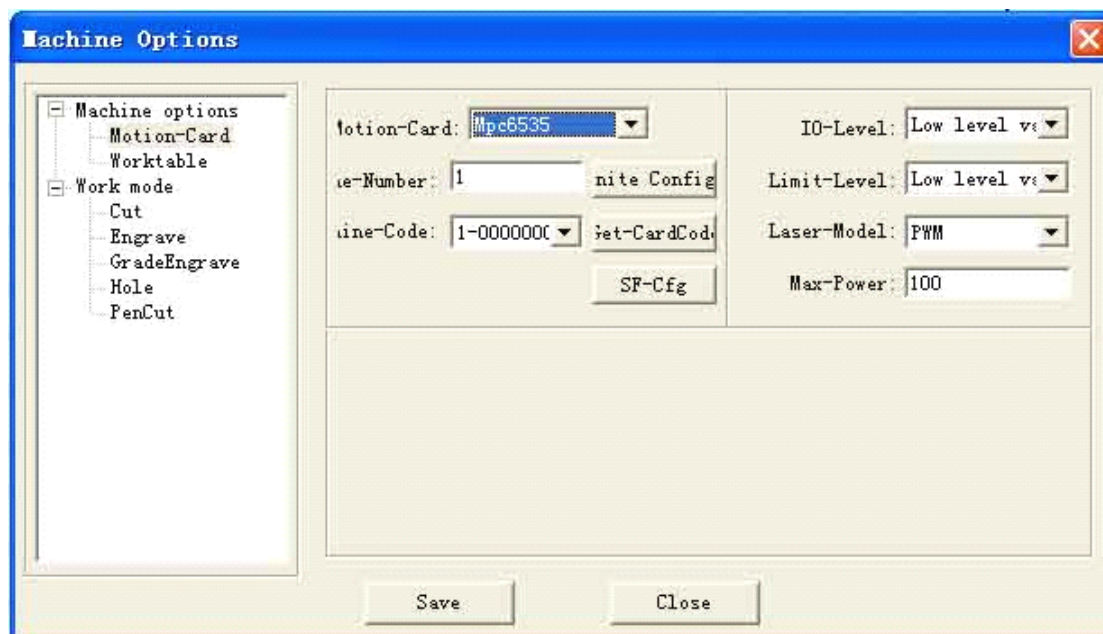 Machine Options
Machine options
Motion-Card
Worktable
Work mode
Cut
Engrave
GradeEngrave
Hole
PenCut
Motion-Card: Mpc6535
ne-Number: 1 nite Config
ine-Code: 1-0000000 Get-CardCode
SF-Cfg
IO-Level: Low level va
Limit-Level: Low level va
Laser-Model: PWM
Max-Power: 100
Save Close